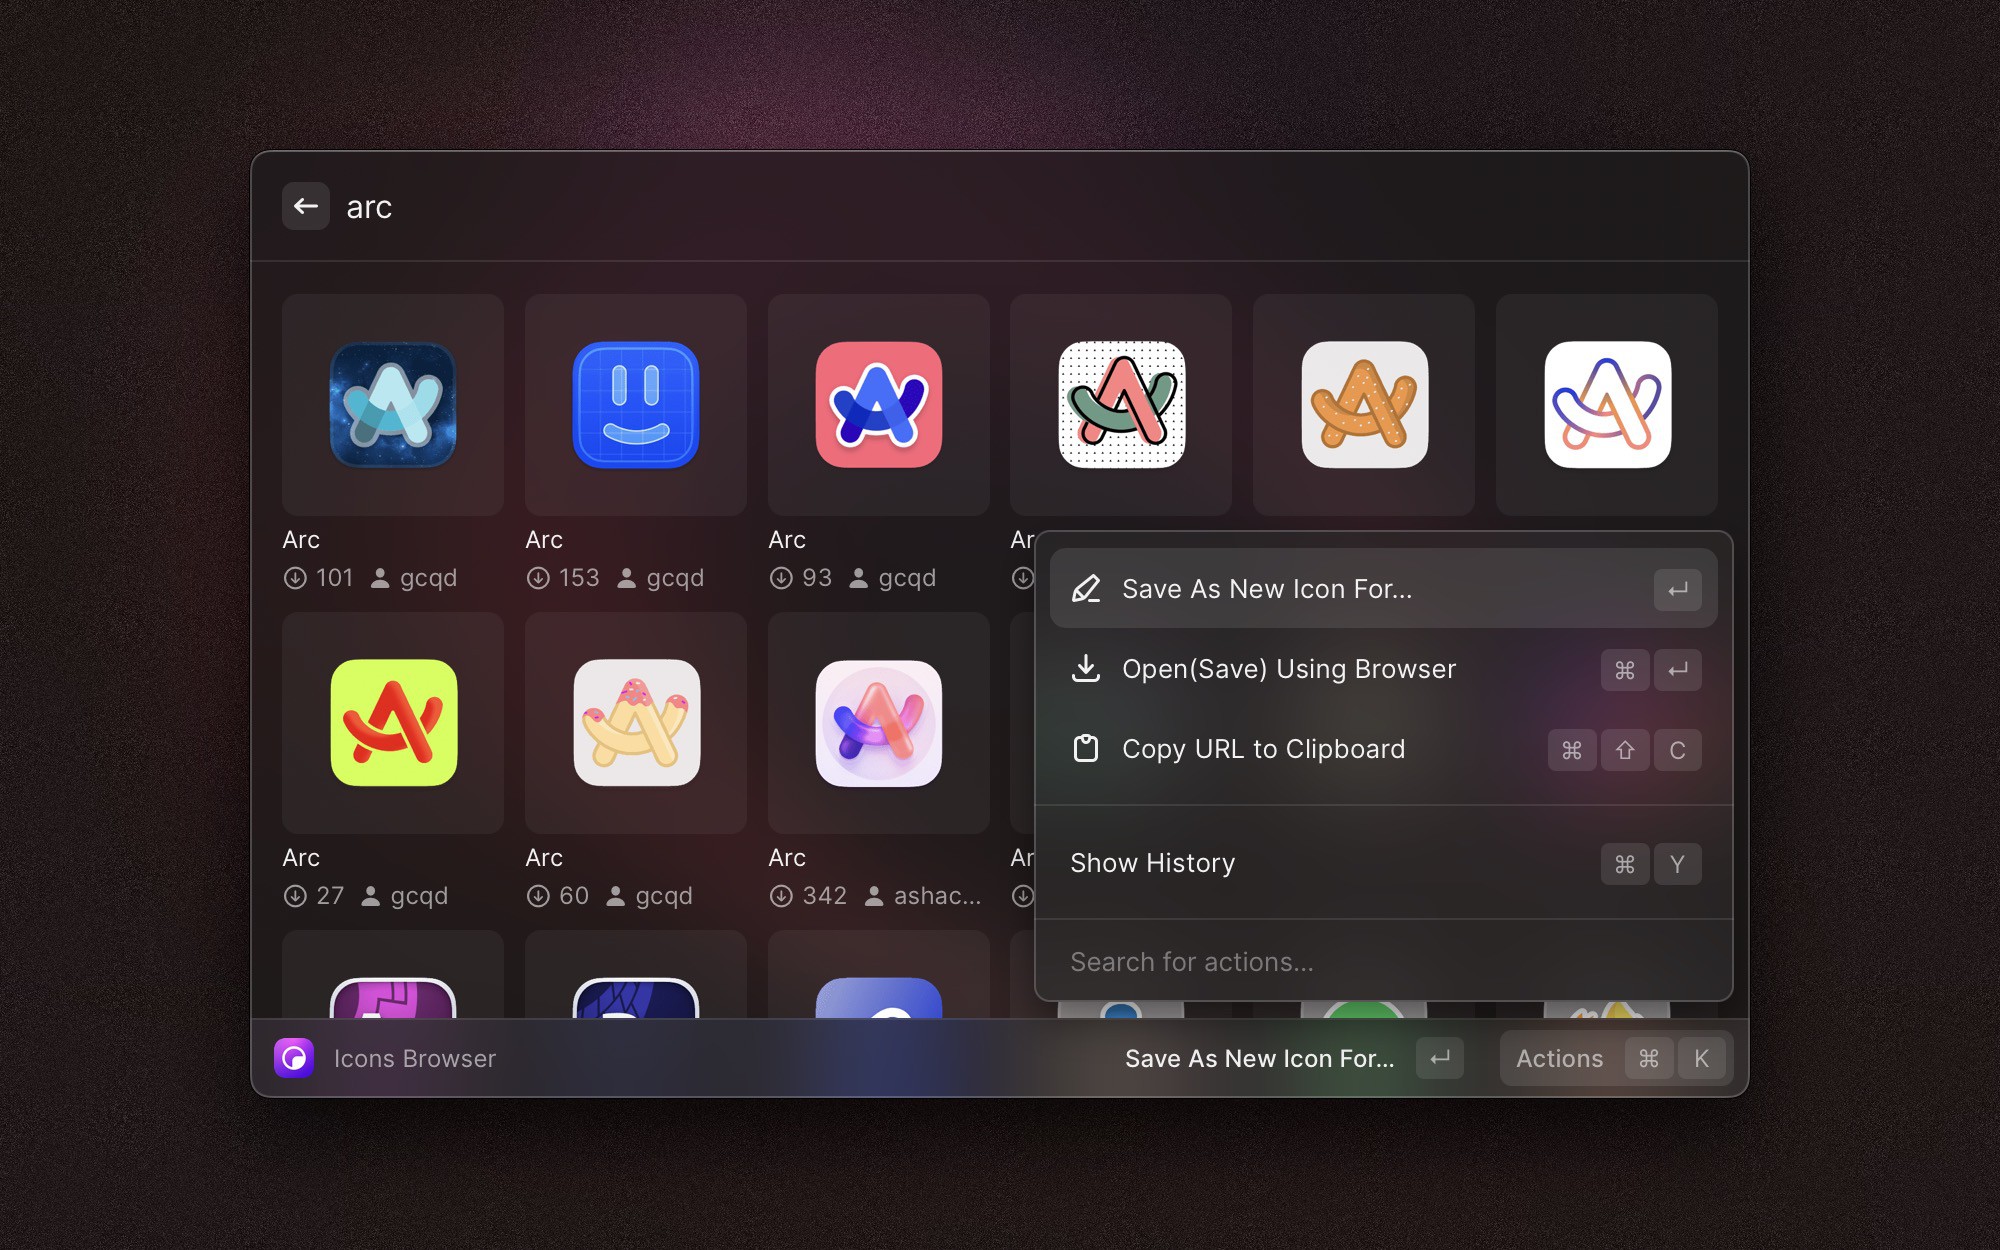 arc
Arc
Arc
Arc
Ar
101 gcqd
153 gcqd
93 gcqd
Save As New Icon For...
Open(Save) Using Browser
⌘
Copy URL to Clipboard
⌘ ⇧ C
Arc
Arc
Arc
Ar
27 gcqd
60 gcqd
342 ashac...
Show History
⌘ Y
Search for actions...
Icons Browser
Save As New Icon For...
Actions ⌘ K